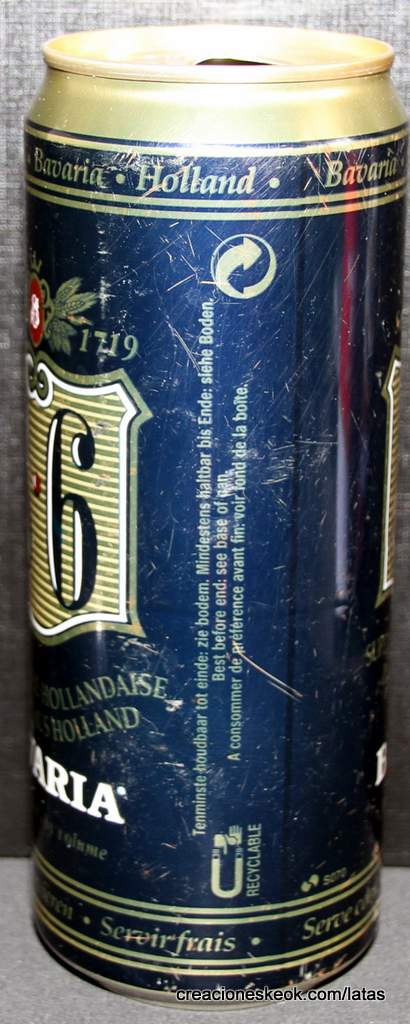 Bavaria • Holland • Bavaria
1719
6
HOLLANDAISE
HOLLAND
ARIA
volume
Tenminste houdbaar tot einde: zie bodem. Mindestens haltbar bis Ende: siehe Boden.
Best before end: see base of can.
A consommer de préférence avant fin: voir fond de la boîte.
RECYCLABLE
• Servir frais • Serve
creacioneskeok.com/latas